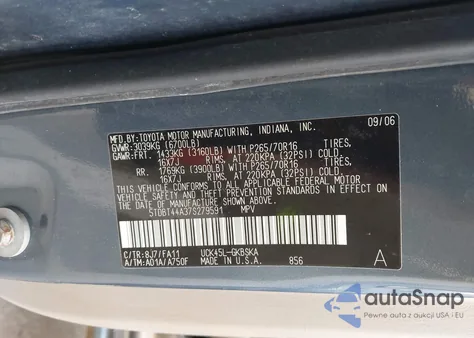 MFD.BY:TOYOTA MOTOR MANUFACTURING, INDIANA, INC. 09/06
GVWR:3039KG (6700LB)
GAWR:FRT. 1433KG (3160LB) WITH P265/70R16 TIRES,
16X7J RIMS, AT 220KPA (32PSI) COLD
RR. 1769KG (3900LB) WITH P265/70R16 TIRES,
16X7J RIMS, AT 220KPA (32PSI) COLD
THIS VEHICLE CONFORMS TO ALL APPLICABLE FEDERAL MOTOR
VEHICLE SAFETY AND THEFT PREVENTION STANDARDS IN EFFECT
ON THE DATE OF MANUFACTURE SHOWN ABOVE.
5TDBT44A37S279591 MPV
C/TR:8J7/FA11 UCK45L-GKBSKA
A/TM:A01A/A750F MADE IN U.S.A. 856 A
autoSnap
Pewne auta z aukcji USA i EU